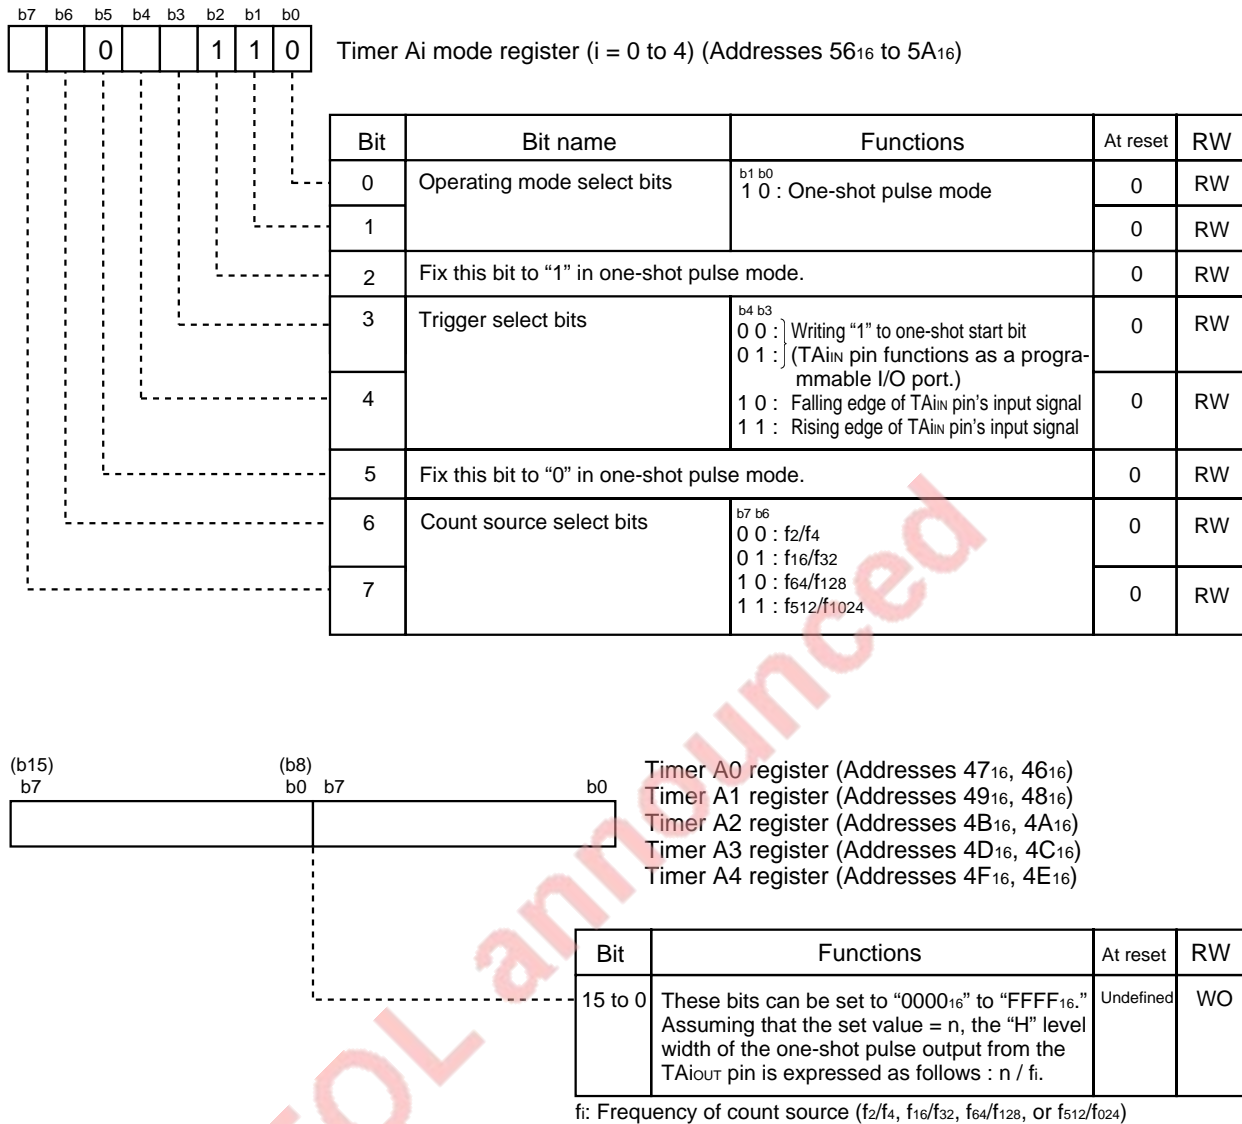 b7 b6 b5 b4 b3 b2 b1 b0
0 1 1 0
Timer Ai mode register (i = 0 to 4) (Addresses 5616 to 5A16)
Bit Bit name Functions At reset RW
0 Operating mode select bits b1 b0
1 0 : One-shot pulse mode 0 RW
1 0 RW
2 Fix this bit to “1” in one-shot pulse mode. 0 RW
3 Trigger select bits b4 b3
0 0 : Writing “1” to one-shot start bit 0 RW
0 1 : (TAiIN pin functions as a progra-
mmable I/O port.)
4 1 0 : Falling edge of TAiIN pin's input signal 0 RW
1 1 : Rising edge of TAiIN pin's input signal
5 Fix this bit to “0” in one-shot pulse mode. 0 RW
6 Count source select bits b7 b6
0 0 : f2/f4 0 RW
0 1 : f16/f32
7 1 0 : f64/f128 0 RW
1 1 : f512/f1024
(b15) (b8)
b7 b0 b7 b0
Timer A0 register (Addresses 4716, 4616)
Timer A1 register (Addresses 4916, 4816)
Timer A2 register (Addresses 4B16, 4A16)
Timer A3 register (Addresses 4D16, 4C16)
Timer A4 register (Addresses 4F16, 4E16)
Bit Functions At reset RW
15 to 0 These bits can be set to “000016” to “FFFF16.” Undefined WO
Assuming that the set value = n, the “H” level
width of the one-shot pulse output from the
TAiOUT pin is expressed as follows : n / fi.
fi: Frequency of count source (f2/f4, f16/f32, f64/f128, or f512/f024)
EOL announced